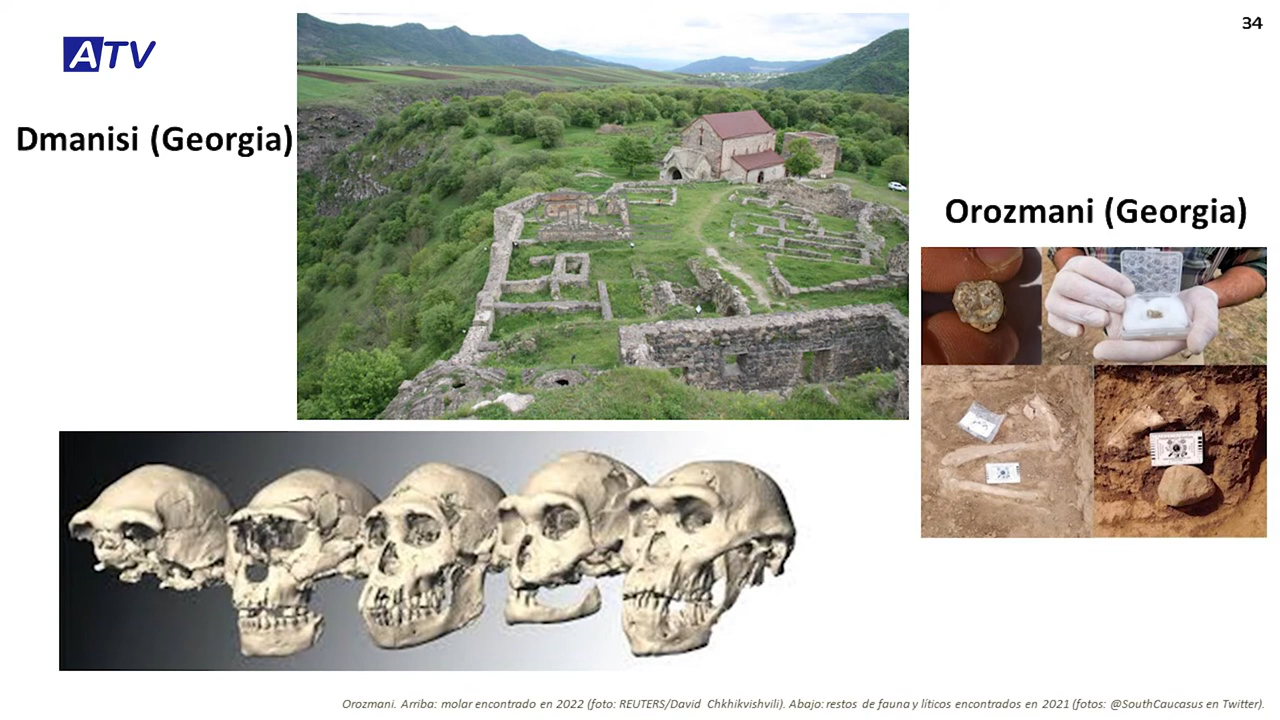 34
ATV
Dmanisi (Georgia)
Orozmani (Georgia)
Orozmani. Arriba: molar encontrado en 2022 (foto: REUTERS/David Chkhikvishvili). Abajo: restos de fauna y líticos encontrados en 2021 (fotos: @SouthCaucasus en Twitter).